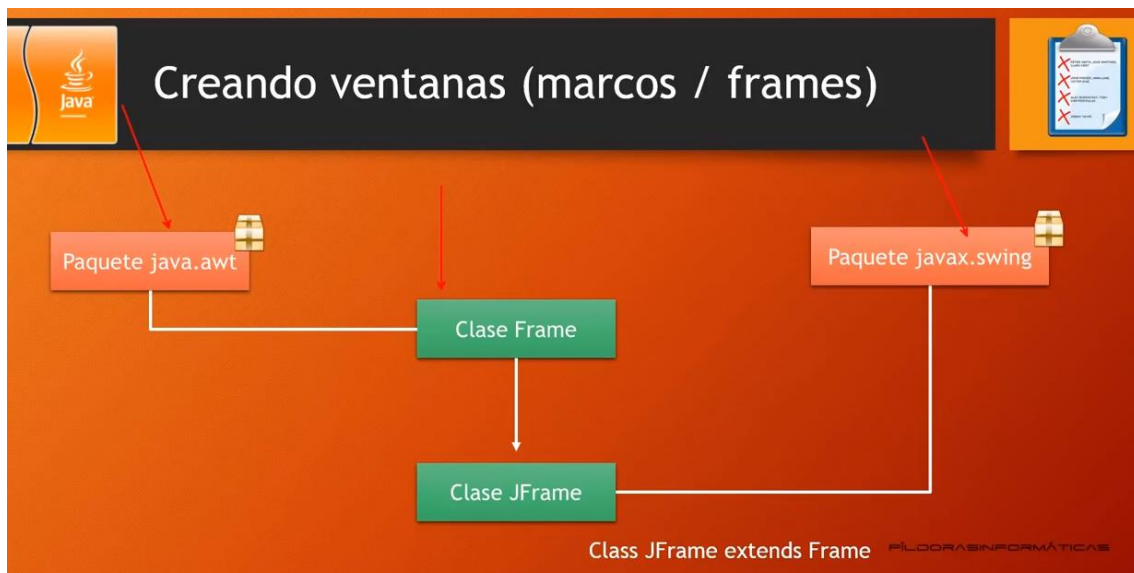 Java
Creando ventanas (marcos / frames)
Paquete java.awt
Paquete javax.swing
Clase Frame
Clase JFrame
Class JFrame extends Frame
PÍLDORASINFORMÁTICAS